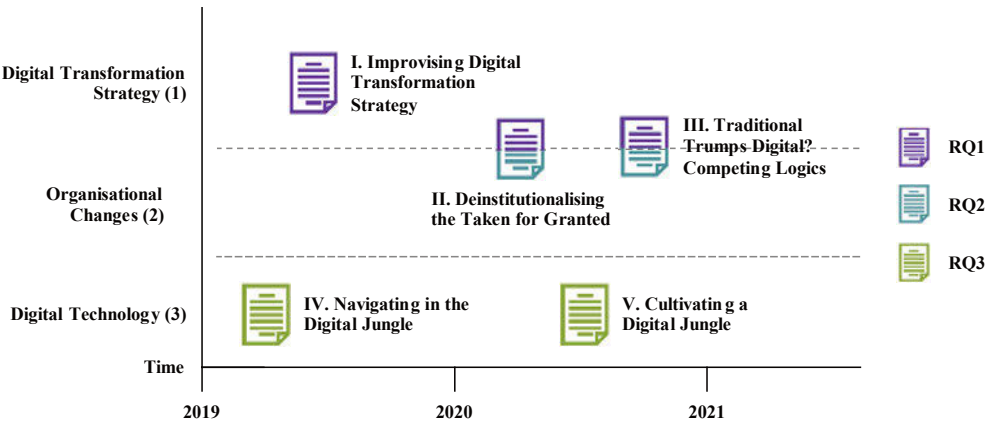 Digital Transformation
Strategy (1)
I. Improvising Digital
Transformation
Strategy
III. Traditional
Trumps Digital?
Competing Logics
RQ1
Organisational
Changes (2)
II. Deinstitutionalising
the Taken for Granted
RQ2
RQ3
Digital Technology (3)
IV. Navigating in the
Digital Jungle
V. Cultivating a
Digital Jungle
Time
2019
2020
2021